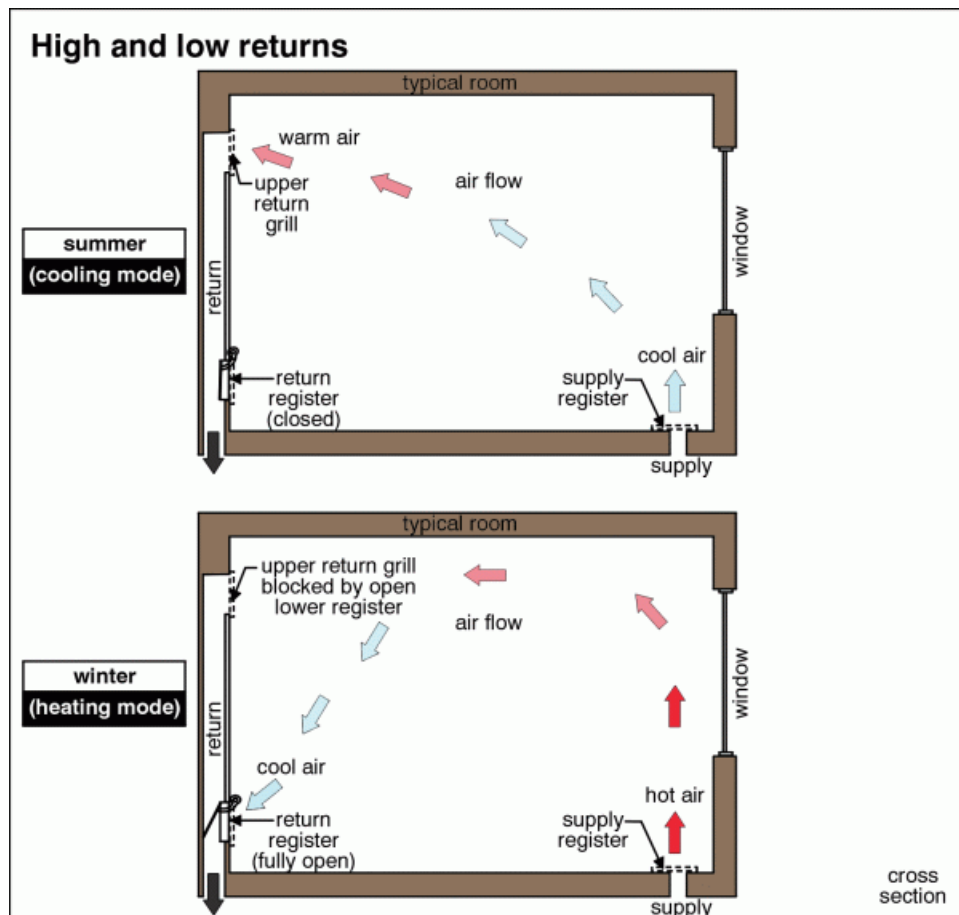 High and low returns
typical room
warm air
air flow
upper
return
grill
summer
(cooling mode)
return
window
cool air
return
register
(closed)
supply
register
supply
typical room
upper return grill
blocked by open
lower register
air flow
winter
(heating mode)
return
window
cool air
hot air
return
register
(fully open)
supply
register
supply
cross
section